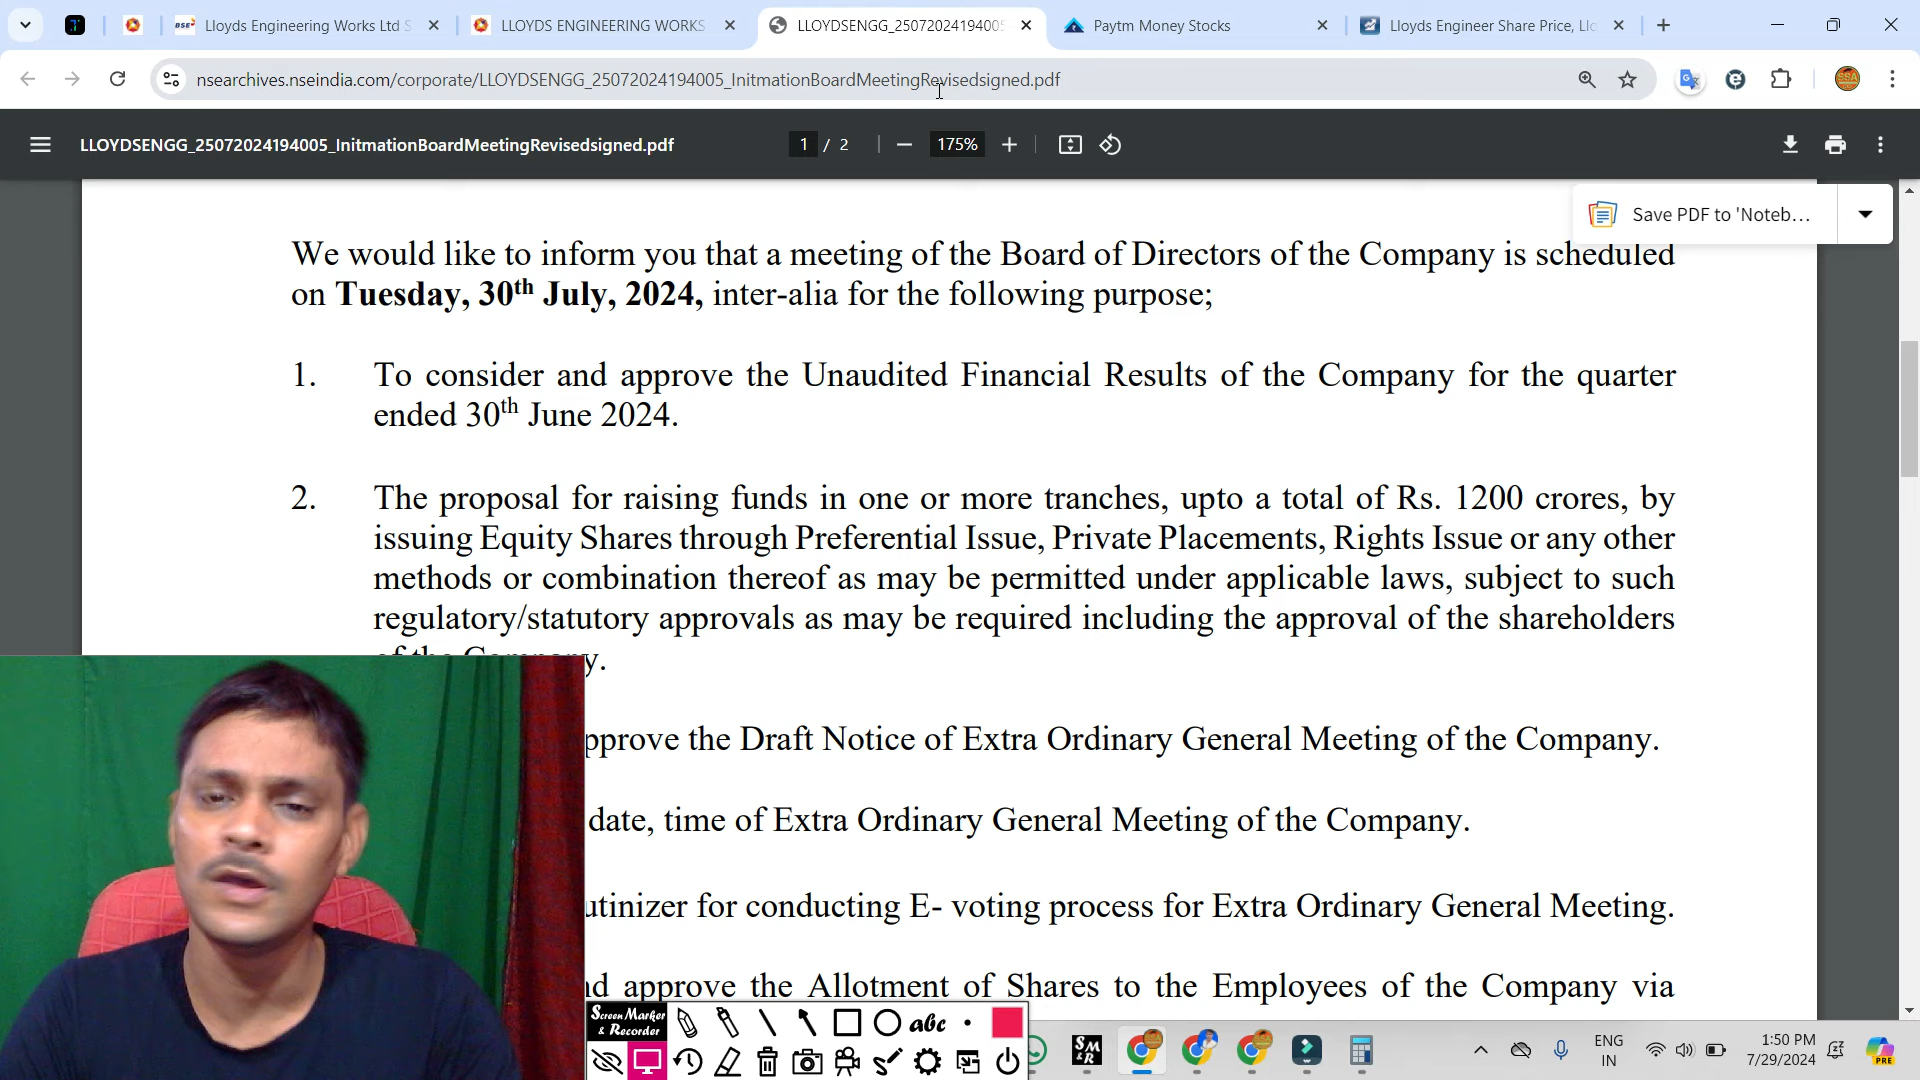 Lloyds Engineering Works Ltd S
LLOYDS ENGINEERING WORKS
LLOYDSENGG_25072024194005
Paytm Money Stocks
Lloyds Engineer Share Price, Llo
nsearchives.nseindia.com/corporate/LLOYDSENGG_25072024194005_InitmationBoardMeetingRevisedsigned.pdf
LLOYDSENGG_25072024194005_InitmationBoardMeetingRevisedsigned.pdf
1 / 2
175%
Save PDF to 'Noteb...
We would like to inform you that a meeting of the Board of Directors of the Company is scheduled
on Tuesday, 30th July, 2024, inter-alia for the following purpose;
1. To consider and approve the Unaudited Financial Results of the Company for the quarter
ended 30th June 2024.
2. The proposal for raising funds in one or more tranches, upto a total of Rs. 1200 crores, by
issuing Equity Shares through Preferential Issue, Private Placements, Rights Issue or any other
methods or combination thereof as may be permitted under applicable laws, subject to such
regulatory/statutory approvals as may be required including the approval of the shareholders
of the Company.
pprove the Draft Notice of Extra Ordinary General Meeting of the Company.
date, time of Extra Ordinary General Meeting of the Company.
utinizer for conducting E- voting process for Extra Ordinary General Meeting.
nd approve the Allotment of Shares to the Employees of the Company via
Screen Marker
& Recorder
abc
SM
&R
ENG
IN
1:50 PM
7/29/2024
PRE